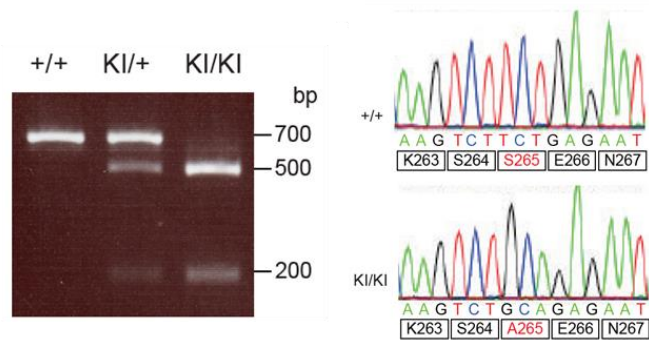 +/+ KI/+ KI/KI
bp
700
500
200
+/+
A A G T C T T C T G A G A A T
K263 S264 S265 E266 N267
KI/KI
A A G T C T G C A G A G A A T
K263 S264 A265 E266 N267